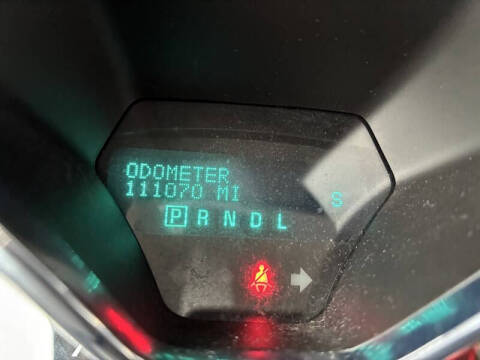 ODOMETER
111070 MI
S
P R N D L